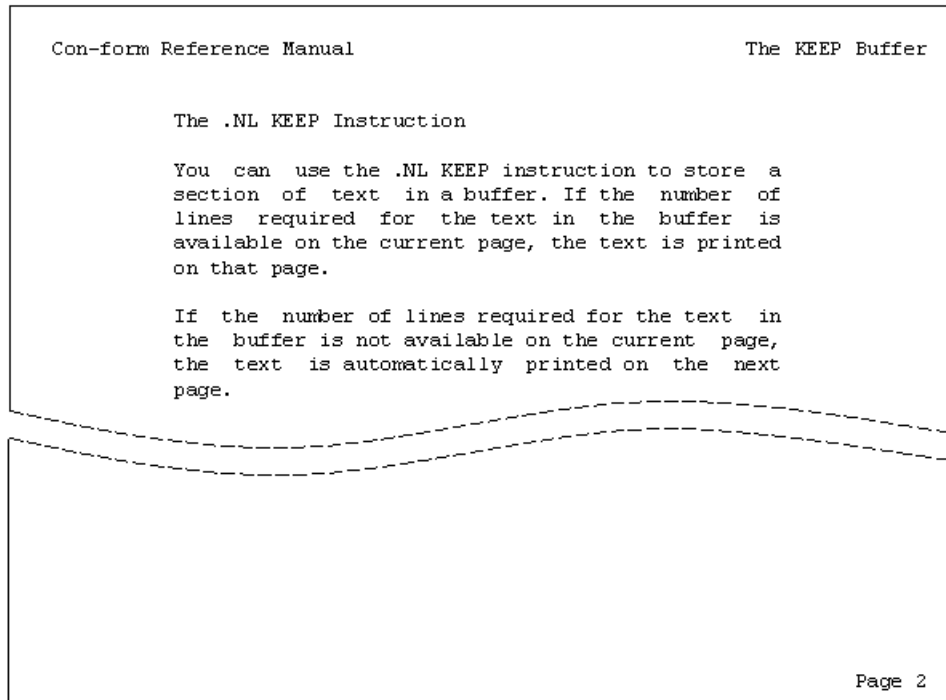 Con-form Reference Manual The KEEP Buffer
The .NL KEEP Instruction
You can use the .NL KEEP instruction to store a
section of text in a buffer. If the number of
lines required for the text in the buffer is
available on the current page, the text is printed
on that page.
If the number of lines required for the text in
the buffer is not available on the current page,
the text is automatically printed on the next
page.
Page 2